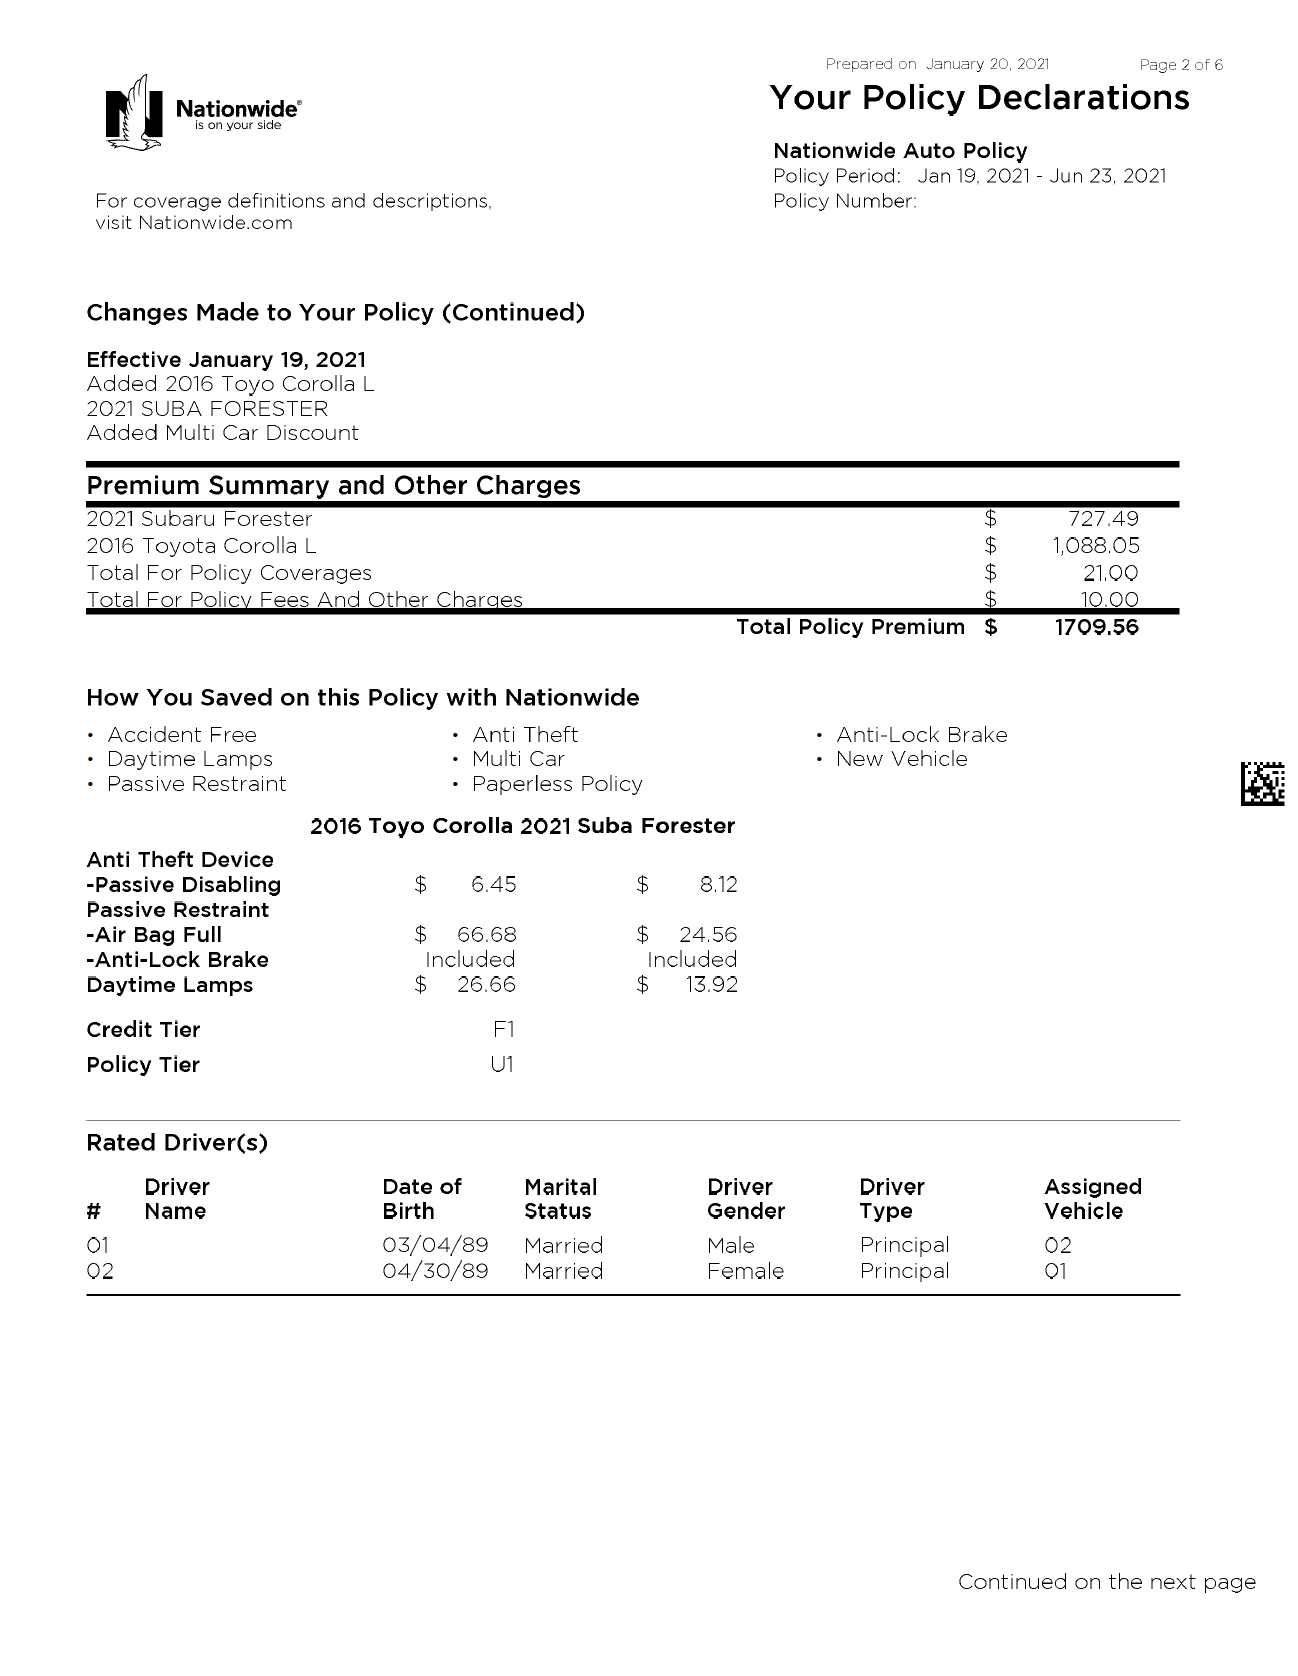 Prepared on January 20, 2021 Page 2 of 6
Nationwide®
is on your side
Your Policy Declarations
Nationwide Auto Policy
Policy Period: Jan 19, 2021 - Jun 23, 2021
Policy Number:
For coverage definitions and descriptions,
visit Nationwide.com
Changes Made to Your Policy (Continued)
Effective January 19, 2021
Added 2016 Toyo Corolla L
2021 SUBA FORESTER
Added Multi Car Discount
Premium Summary and Other Charges
2021 Subaru Forester $ 727.49
2016 Toyota Corolla L $ 1,088.05
Total For Policy Coverages $ 21.00
Total For Policy Fees And Other Charges $ 10.00
Total Policy Premium $ 1709.56
How You Saved on this Policy with Nationwide
• Accident Free • Anti Theft • Anti-Lock Brake
• Daytime Lamps • Multi Car • New Vehicle
• Passive Restraint • Paperless Policy
2016 Toyo Corolla 2021 Suba Forester
Anti Theft Device
-Passive Disabling $ 6.45 $ 8.12
Passive Restraint
-Air Bag Full $ 66.68 $ 24.56
-Anti-Lock Brake Included Included
Daytime Lamps $ 26.66 $ 13.92
Credit Tier F1
Policy Tier U1
Rated Driver(s)
Driver Date of Marital Driver Driver Assigned
# Name Birth Status Gender Type Vehicle
01 03/04/89 Married Male Principal 02
02 04/30/89 Married Female Principal 01
Continued on the next page